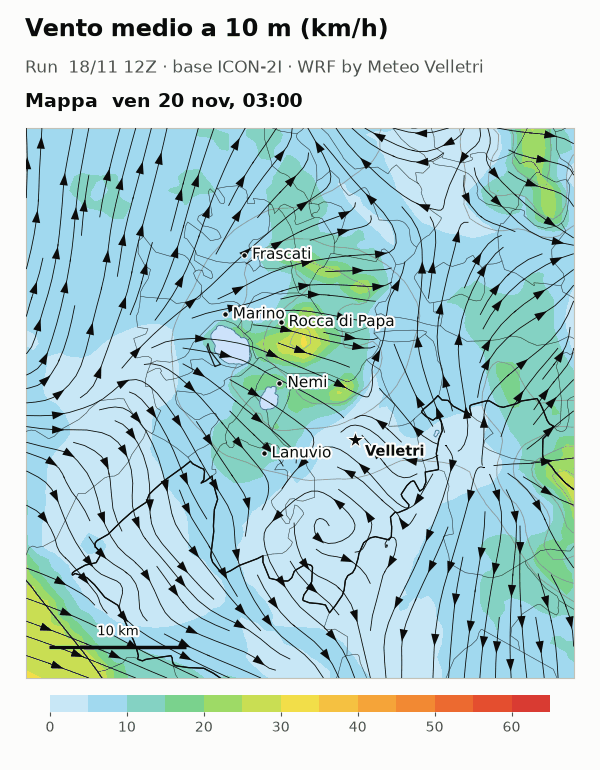 Vento medio a 10 m (km/h)
Run  18/11 12Z · base ICON-2I · WRF by Meteo Velletri
Mappa  ven 20 nov, 03:00
Frascati
Marino
Rocca di Papa
Nemi
Velletri
Lanuvio
10 km
0 10 20 30 40 50 60